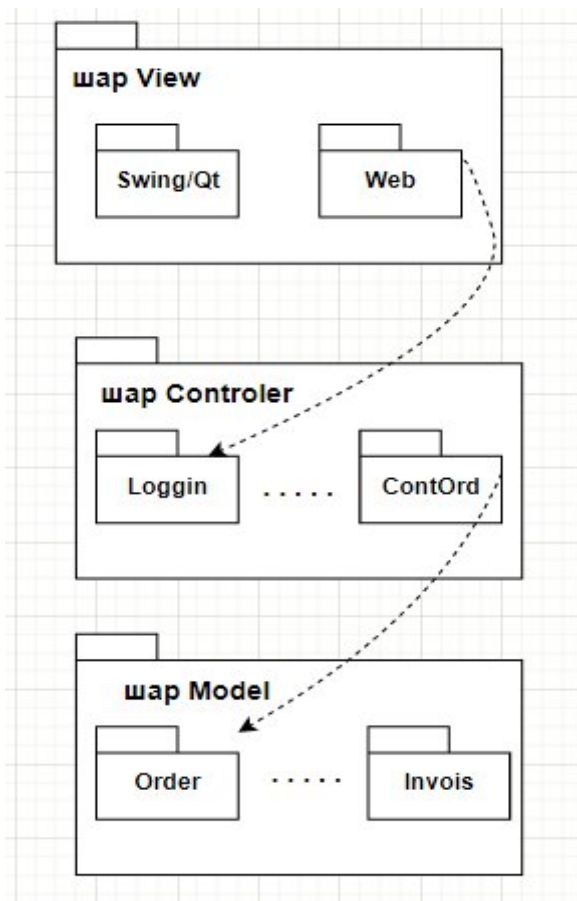 шар View
Swing/Qt
Web
шар Controler
Loggin
. . . . .
ContOrd
шар Model
Order
. . . . .
Invois